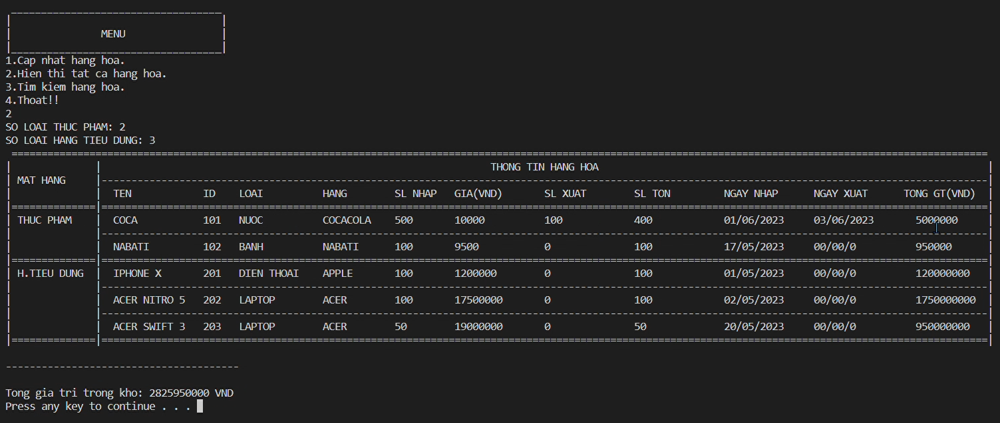 MENU
1.Cap nhat hang hoa.
2.Hien thi tat ca hang hoa.
3.Tim kiem hang hoa.
4.Thoat!!
2
SO LOAI THUC PHAM: 2
SO LOAI HANG TIEU DUNG: 3
THONG TIN HANG HOA
MAT HANG
TEN ID LOAI HANG SL NHAP GIA(VND) SL XUAT SL TON NGAY NHAP NGAY XUAT TONG GT(VND)
THUC PHAM COCA 101 NUOC COCACOLA 500 10000 100 400 01/06/2023 03/06/2023 5000000
NABATI 102 BANH NABATI 100 9500 0 100 17/05/2023 00/00/0 950000
H.TIEU DUNG IPHONE X 201 DIEN THOAI APPLE 100 1200000 0 100 01/05/2023 00/00/0 120000000
ACER NITRO 5 202 LAPTOP ACER 100 17500000 0 100 02/05/2023 00/00/0 1750000000
ACER SWIFT 3 203 LAPTOP ACER 50 19000000 0 50 20/05/2023 00/00/0 950000000
Tong gia tri trong kho: 2825950000 VND
Press any key to continue . . .